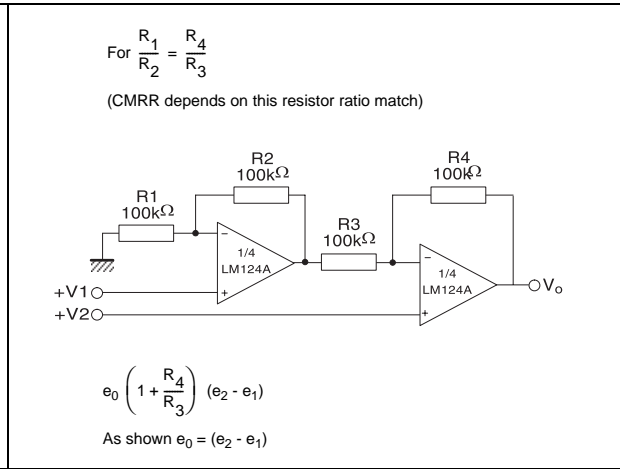 For R1/R2 = R4/R3
(CMRR depends on this resistor ratio match)
R2
100kΩ
R4
100kΩ
R1
100kΩ
R3
100kΩ
1/4
LM124A
1/4
LM124A
+V1
+V2
Vo
e0 (1 + R4/R3) (e2 - e1)
As shown e0 = (e2 - e1)